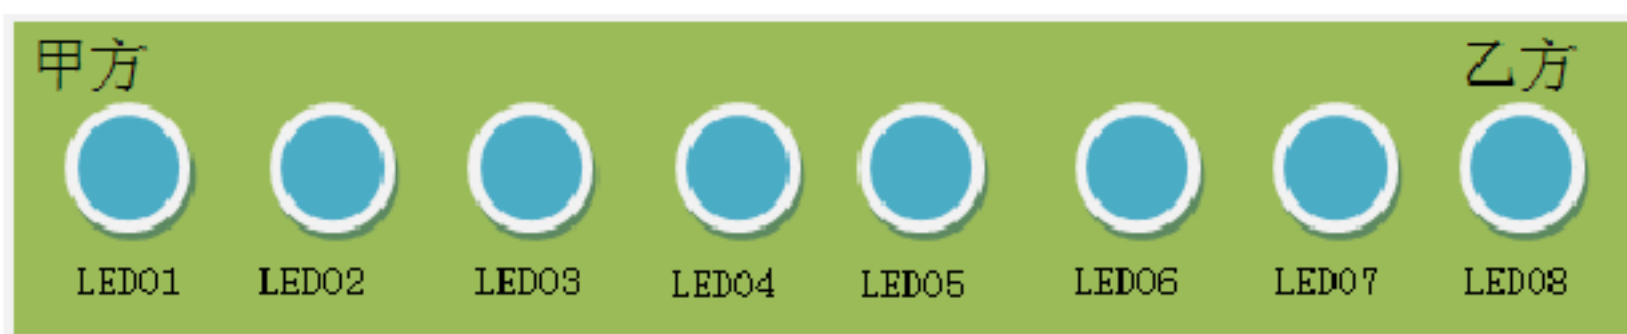 甲方 乙方
LED01 LED02 LED03 LED04 LED05 LED06 LED07 LED08